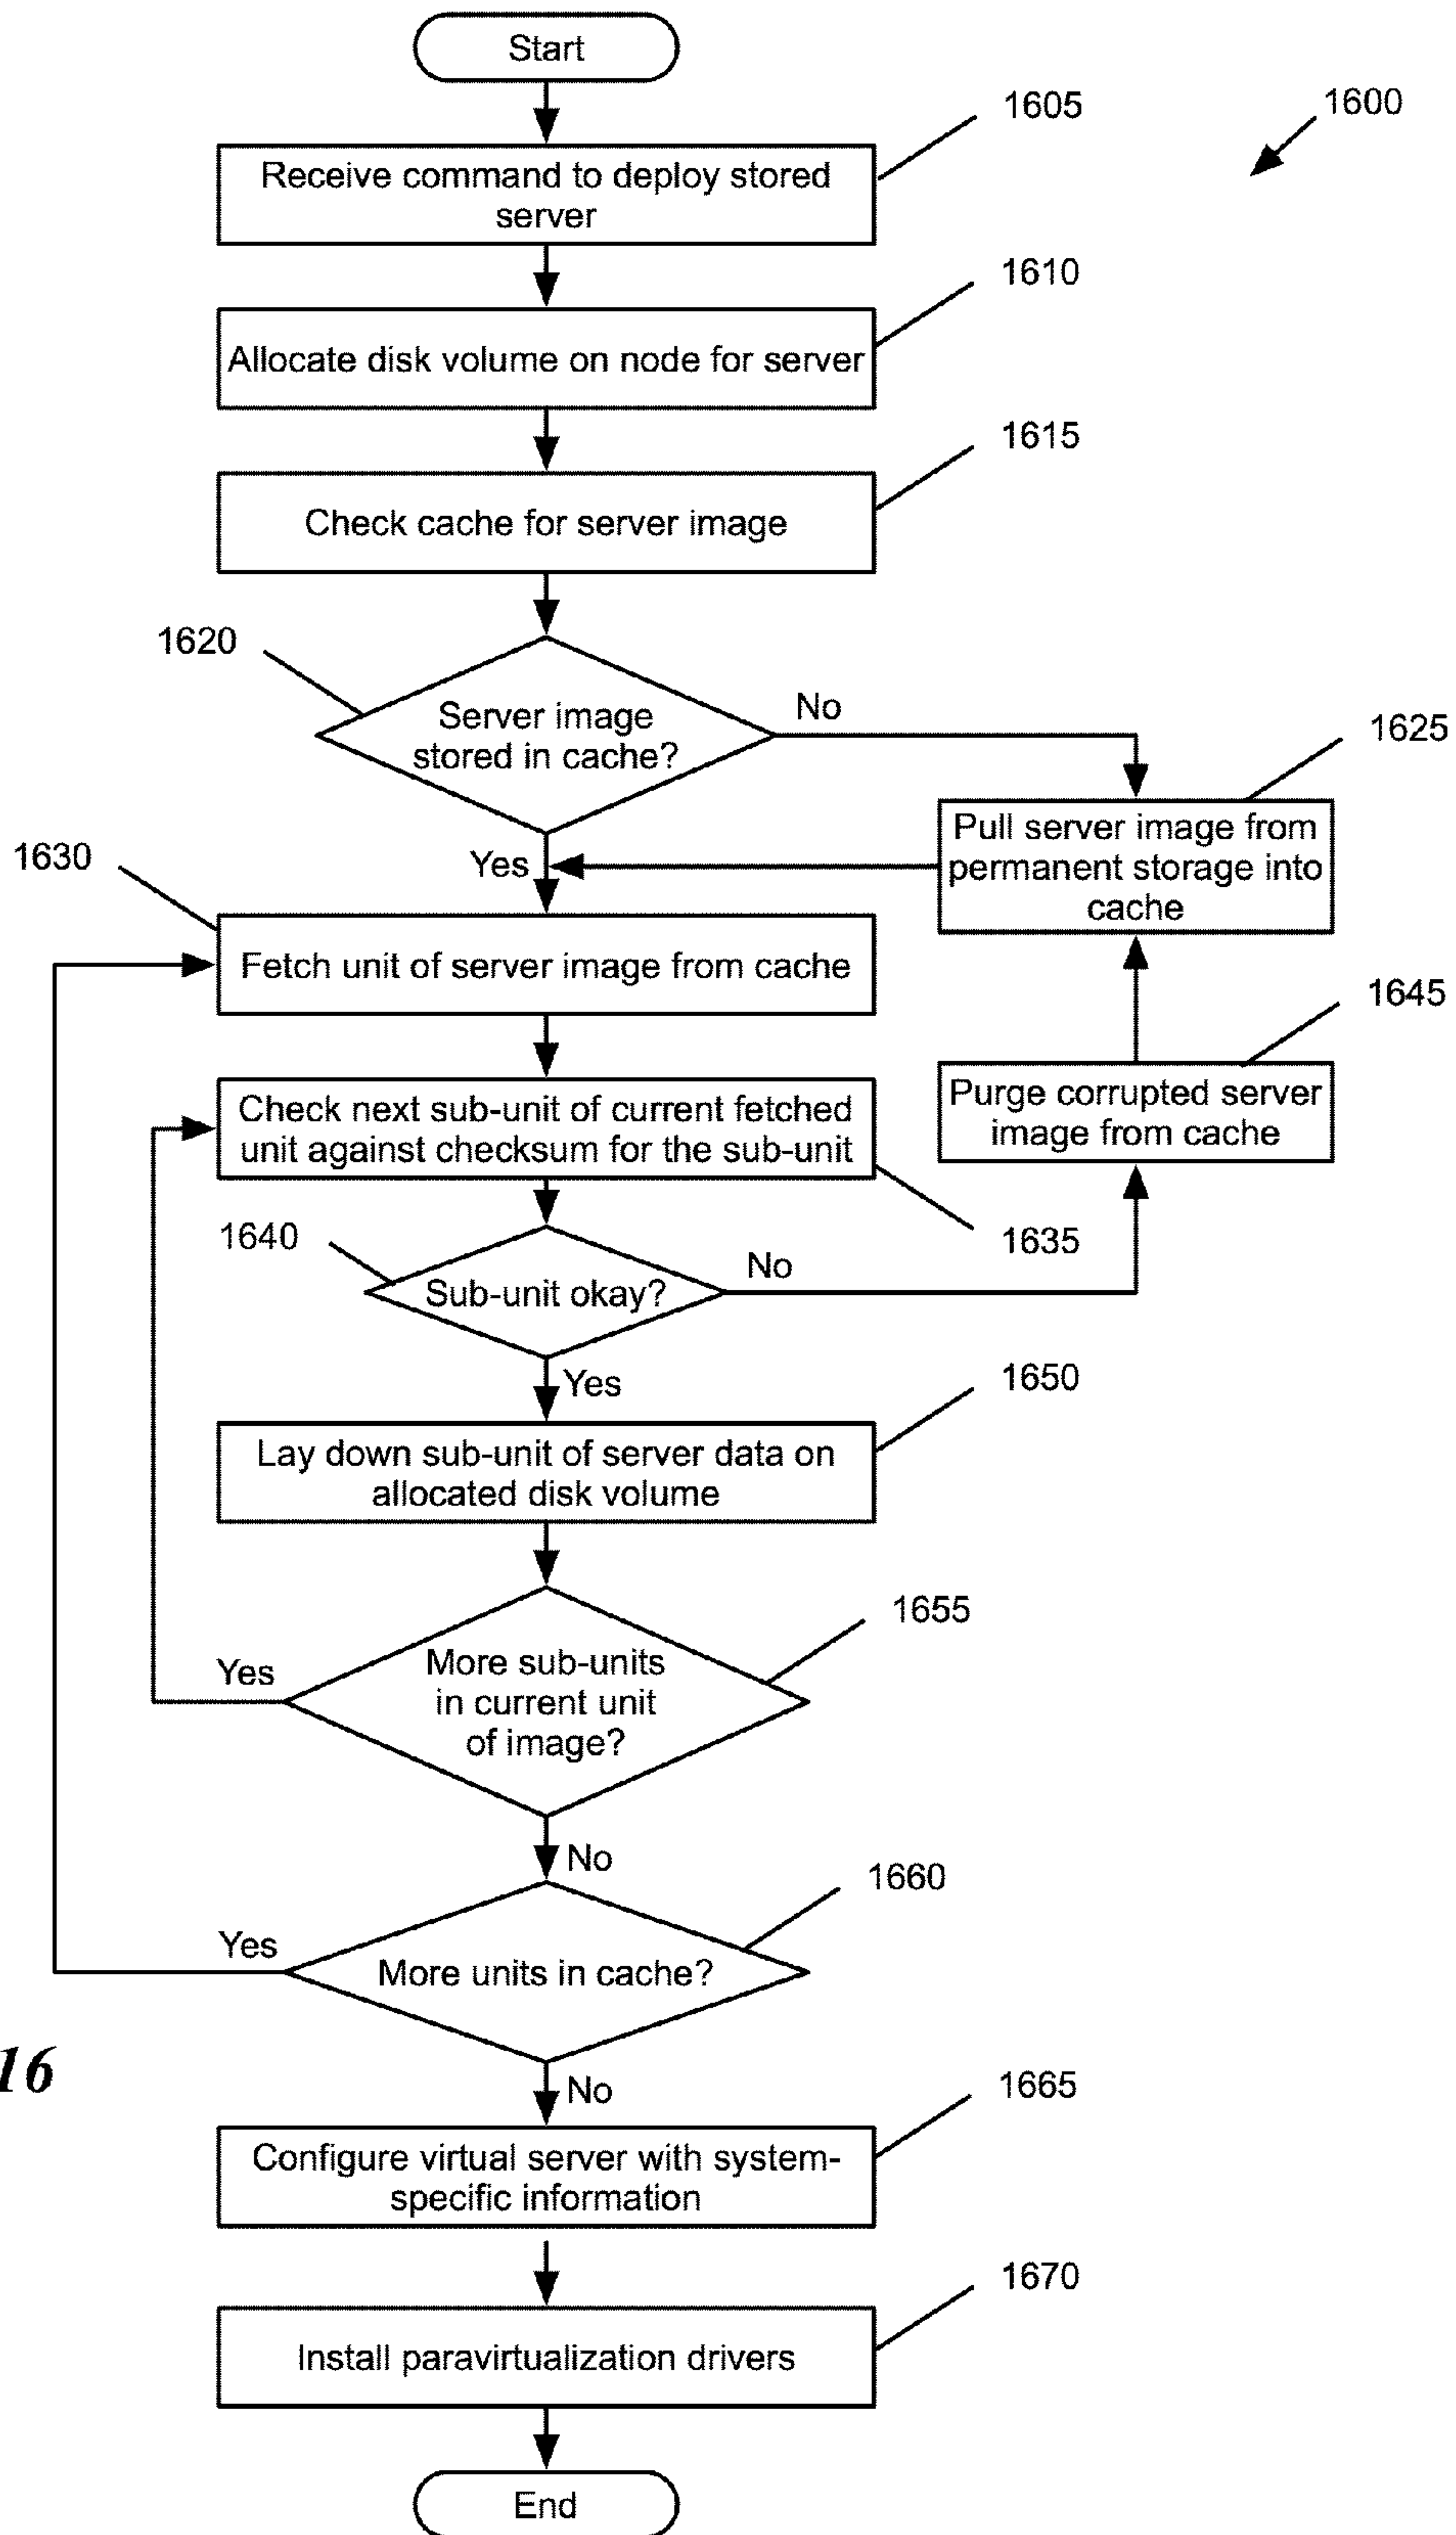 Start
1605
1600
Receive command to deploy stored
server
1610
Allocate disk volume on node for server
1615
Check cache for server image
1620
Server image
stored in cache?
No
1625
Pull server image from
permanent storage into
cache
Yes
1630
Fetch unit of server image from cache
1645
Purge corrupted server
image from cache
Check next sub-unit of current fetched
unit against checksum for the sub-unit
1635
1640
Sub-unit okay?
No
Yes
1650
Lay down sub-unit of server data on
allocated disk volume
1655
More sub-units
in current unit
of image?
Yes
No
1660
More units in cache?
Yes
No
16
1665
Configure virtual server with system-
specific information
1670
Install paravirtualization drivers
End